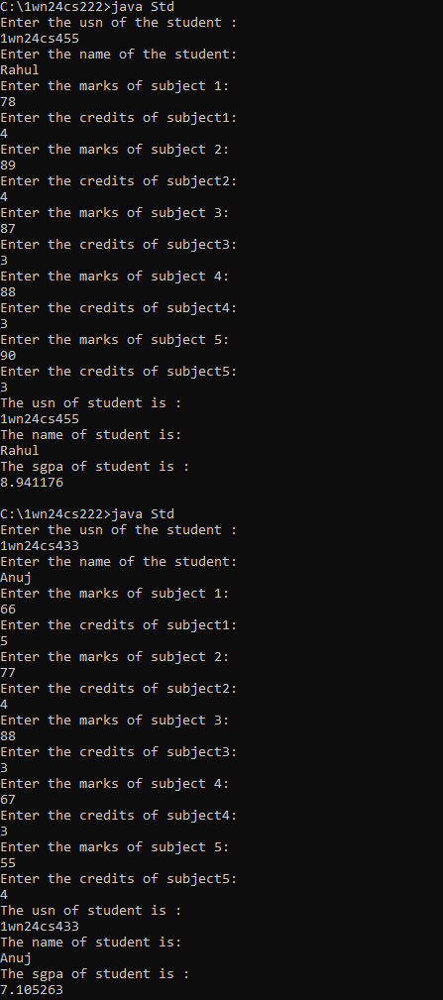 C:\1wn24cs222>java Std
Enter the usn of the student :
1wn24cs455
Enter the name of the student:
Rahul
Enter the marks of subject 1:
78
Enter the credits of subject1:
4
Enter the marks of subject 2:
89
Enter the credits of subject2:
4
Enter the marks of subject 3:
87
Enter the credits of subject3:
3
Enter the marks of subject 4:
88
Enter the credits of subject4:
3
Enter the marks of subject 5:
90
Enter the credits of subject5:
3
The usn of student is :
1wn24cs455
The name of student is:
Rahul
The sgpa of student is :
8.941176
C:\1wn24cs222>java Std
Enter the usn of the student :
1wn24cs433
Enter the name of the student:
Anuj
Enter the marks of subject 1:
66
Enter the credits of subject1:
5
Enter the marks of subject 2:
77
Enter the credits of subject2:
4
Enter the marks of subject 3:
88
Enter the credits of subject3:
3
Enter the marks of subject 4:
67
Enter the credits of subject4:
3
Enter the marks of subject 5:
55
Enter the credits of subject5:
4
The usn of student is :
1wn24cs433
The name of student is:
Anuj
The sgpa of student is :
7.105263